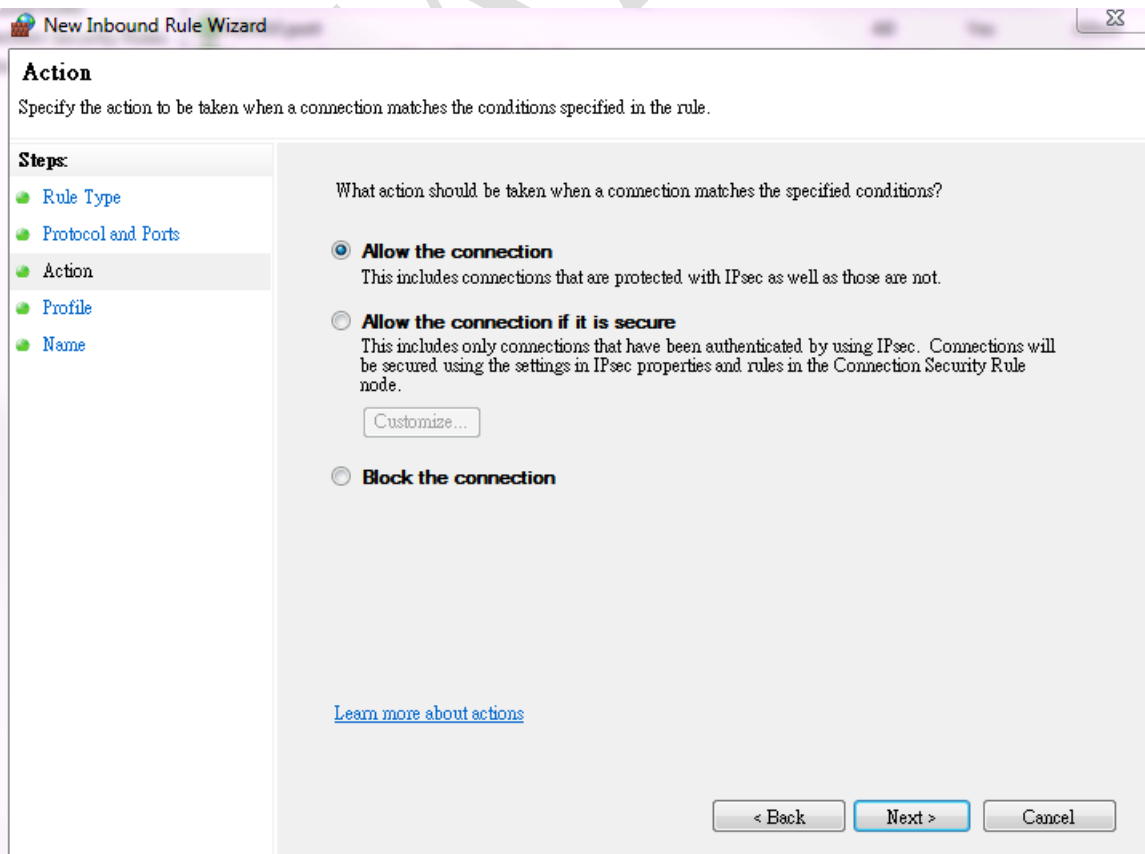 New Inbound Rule Wizard
Action
Specify the action to be taken when a connection matches the conditions specified in the rule.
Steps:
Rule Type
Protocol and Ports
Action
Profile
Name
What action should be taken when a connection matches the specified conditions?
Allow the connection
This includes connections that are protected with IPsec as well as those are not.
Allow the connection if it is secure
This includes only connections that have been authenticated by using IPsec. Connections will
be secured using the settings in IPsec properties and rules in the Connection Security Rule
node.
Customize...
Block the connection
Learn more about actions
< Back
Next >
Cancel